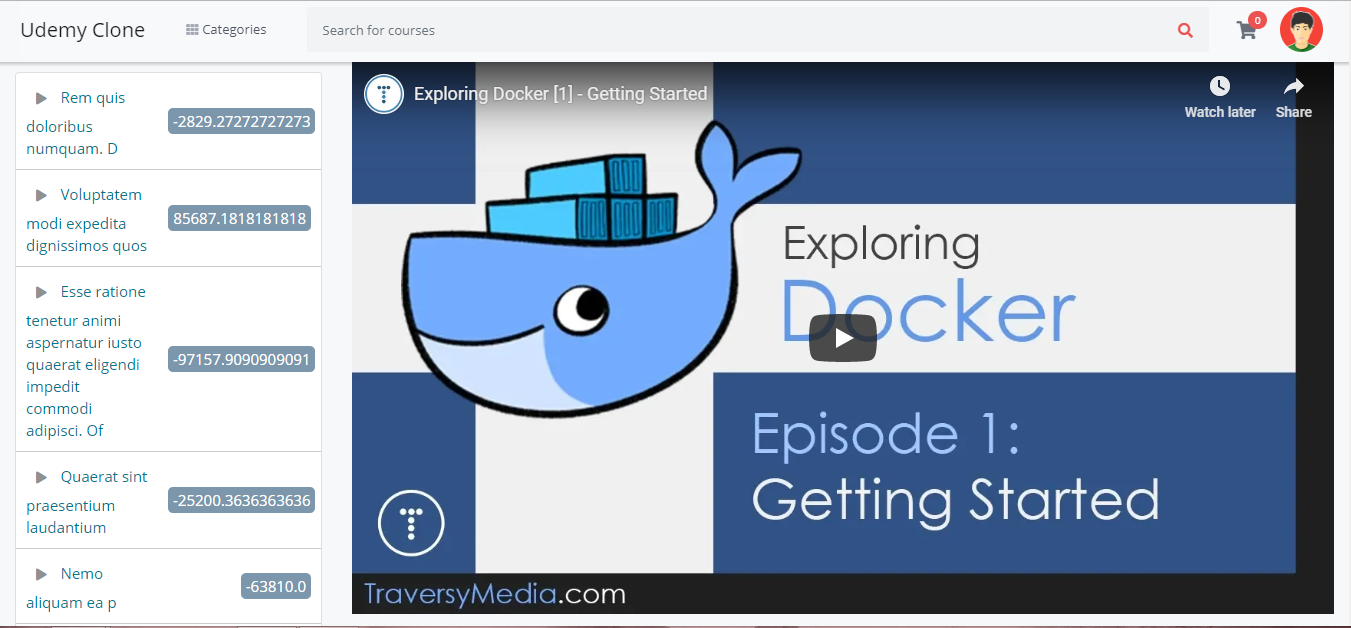 Udemy Clone
Categories
Search for courses
0
Rem quis
doloribus
numquam. D
-2829.27272727273
Voluptatem
modi expedita
dignissimos quos
85687.1818181818
Esse ratione
tenetur animi
aspernatur iusto
quaerat eligendi
impedit
commodi
adipisci. Of
-97157.9090909091
Quaerat sint
praesentium
laudantium
-25200.3636363636
Nemo
aliquam ea p
-63810.0
Exploring Docker [1] - Getting Started
Watch later
Share
Exploring
Docker
Episode 1:
Getting Started
TraversyMedia.com